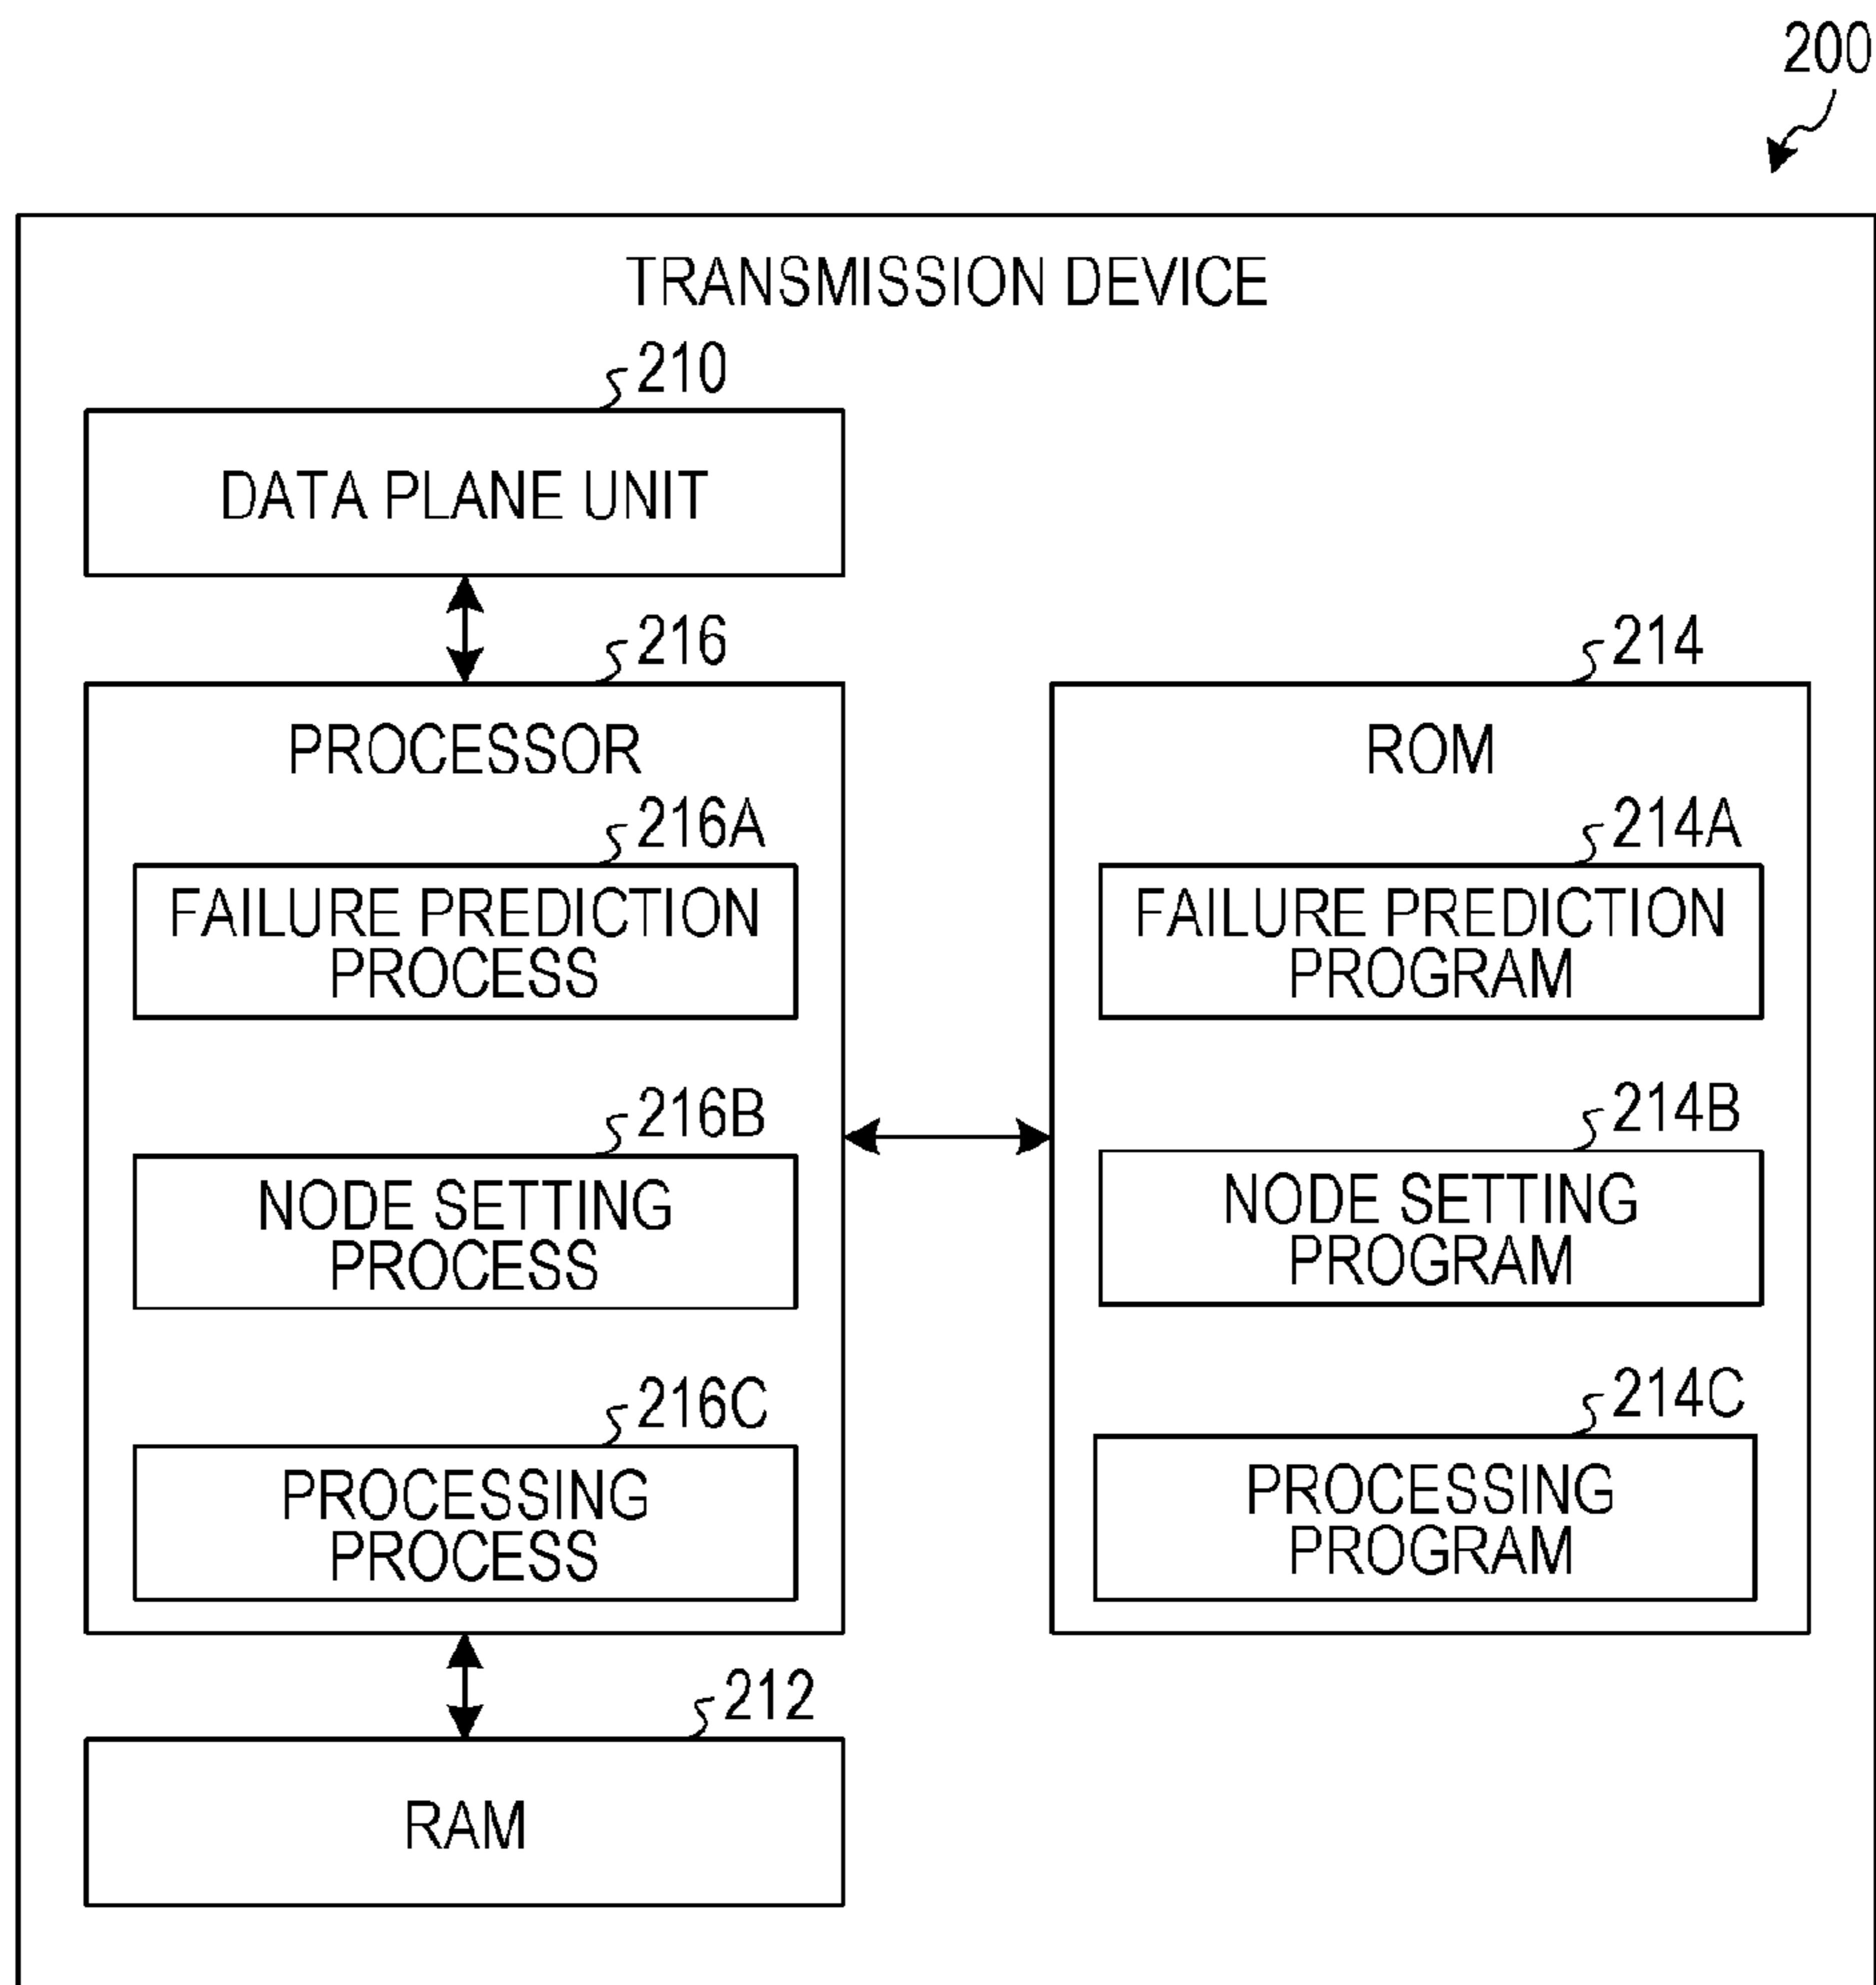 200
TRANSMISSION DEVICE
210
DATA PLANE UNIT
216
PROCESSOR
216A
FAILURE PREDICTION
PROCESS
216B
NODE SETTING
PROCESS
216C
PROCESSING
PROCESS
214
ROM
214A
FAILURE PREDICTION
PROGRAM
214B
NODE SETTING
PROGRAM
214C
PROCESSING
PROGRAM
212
RAM